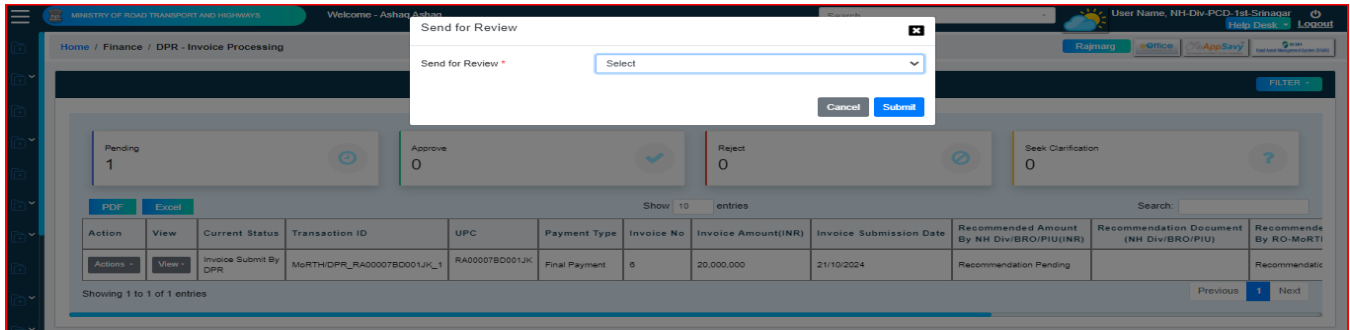 MINISTRY OF ROAD TRANSPORT AND HIGHWAYS
Welcome - Ashaq Ashaq
Search
User Name, NH-Div-PCD-1st-Srinagar
Help Desk
Logout
Home / Finance / DPR - Invoice Processing
Rajmarg
eOffice
AppSavy
Send for Review
Send for Review *
Select
Cancel
Submit
FILTER
Pending
1
Approve
0
Reject
0
Seek Clarification
0
PDF
Excel
Show 10 entries
Search:
Action View Current Status Transaction ID UPC Payment Type Invoice No Invoice Amount(INR) Invoice Submission Date Recommended Amount Recommendation Document Recommende
By NH Div/BRO/PIU(INR) (NH Div/BRO/PIU) By RO-MoRTI
Actions View Invoice Submit By MoRTH/DPR_RA00007BD001JK_1 RA00007BD001JK Final Payment 6 20,000,000 21/10/2024 Recommendation Pending Recommendatic
DPR
Showing 1 to 1 of 1 entries
Previous 1 Next